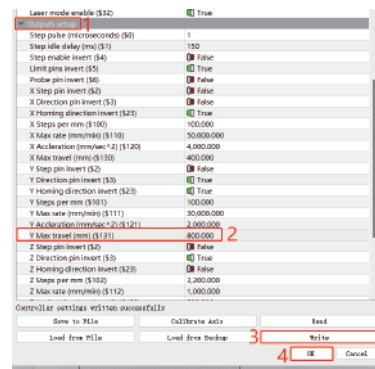 Laser mode enable ($32) True
Outputs setup 1
Step pulse (microseconds) ($0) 1
Step idle delay (ms) ($1) 150
Step enable invert ($4) False
Limit pins invert ($5) True
Probe pin invert ($6) False
X Step pin invert ($2) False
X Direction pin invert ($3) True
X Homing direction invert ($23) True
X Steps per mm ($100) 100.000
X Max rate (mm/min) ($110) 50,000.000
X Accleration (mm/sec^2) ($120) 4,000.000
X Max travel (mm) ($130) 400.000
Y Step pin invert ($2) False
Y Direction pin invert ($3) True
Y Homing direction invert ($23) True
Y Steps per mm ($101) 100.000
Y Max rate (mm/min) ($111) 30,000.000
Y Accleration (mm/sec^2) ($121) 2,000.000
Y Max travel (mm) ($131) 800.000 2
Z Step pin invert ($2) False
Z Direction pin invert ($3) True
Z Homing direction invert ($23) False
Z Steps per mm ($102) 3,200.000
Z Max rate (mm/min) ($112) 1,000.000
Controller settings written successfully
Save to File Calibrate Axis Read
Load from File Load from Backup 3 Write
4 OK Cancel